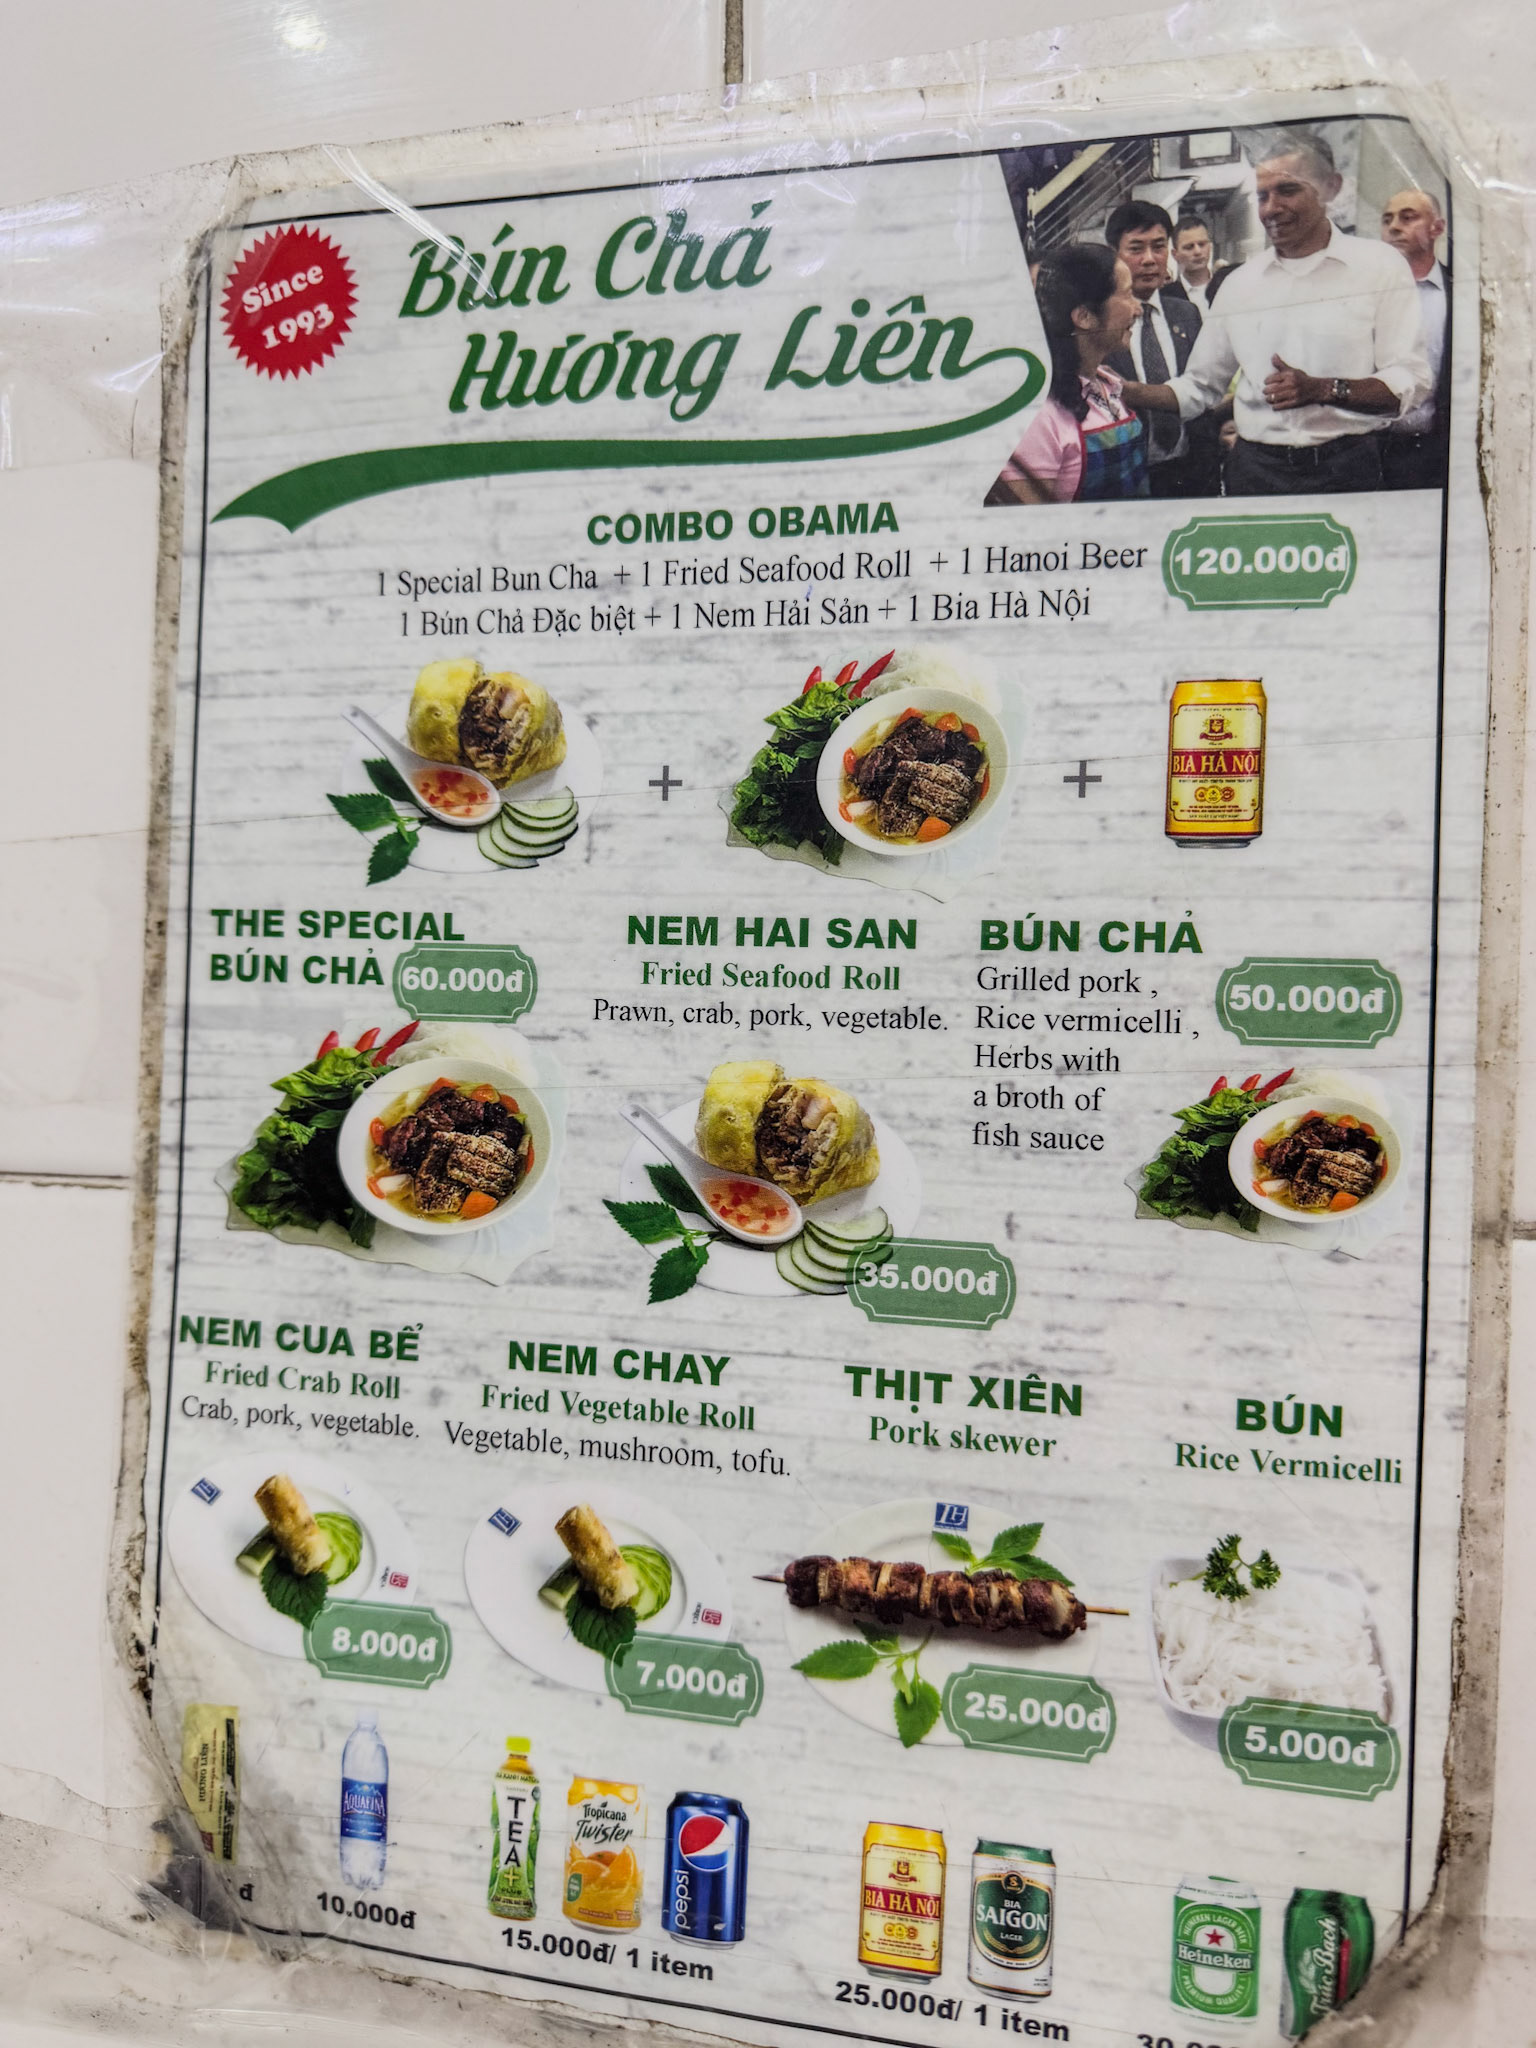 Since
1993
Bún Chả
Hương Liên
COMBO OBAMA
1 Special Bun Cha + 1 Fried Seafood Roll + 1 Hanoi Beer
120.000đ
1 Bún Chả Đặc biệt + 1 Nem Hải Sản + 1 Bia Hà Nội
+
+
BIA HÀ NỘI
THE SPECIAL
BÚN CHẢ
60.000đ
NEM HAI SAN
Fried Seafood Roll
Prawn, crab, pork, vegetable.
35.000đ
BÚN CHẢ
Grilled pork ,
Rice vermicelli ,
Herbs with
a broth of
fish sauce
50.000đ
NEM CUA BỂ
Fried Crab Roll
Crab, pork, vegetable.
8.000đ
NEM CHAY
Fried Vegetable Roll
Vegetable, mushroom, tofu.
7.000đ
THỊT XIÊN
Pork skewer
25.000đ
BÚN
Rice Vermicelli
5.000đ
HƯƠNG LIÊN
đ
AQUAFINA
10.000đ
TEA+
PLUS
Tropicana
Twister
pepsi
15.000đ/ 1 item
BIA HÀ NỘI
BIA
SAIGON
LAGER
25.000đ/ 1 item
Heineken
Trúc Bạch